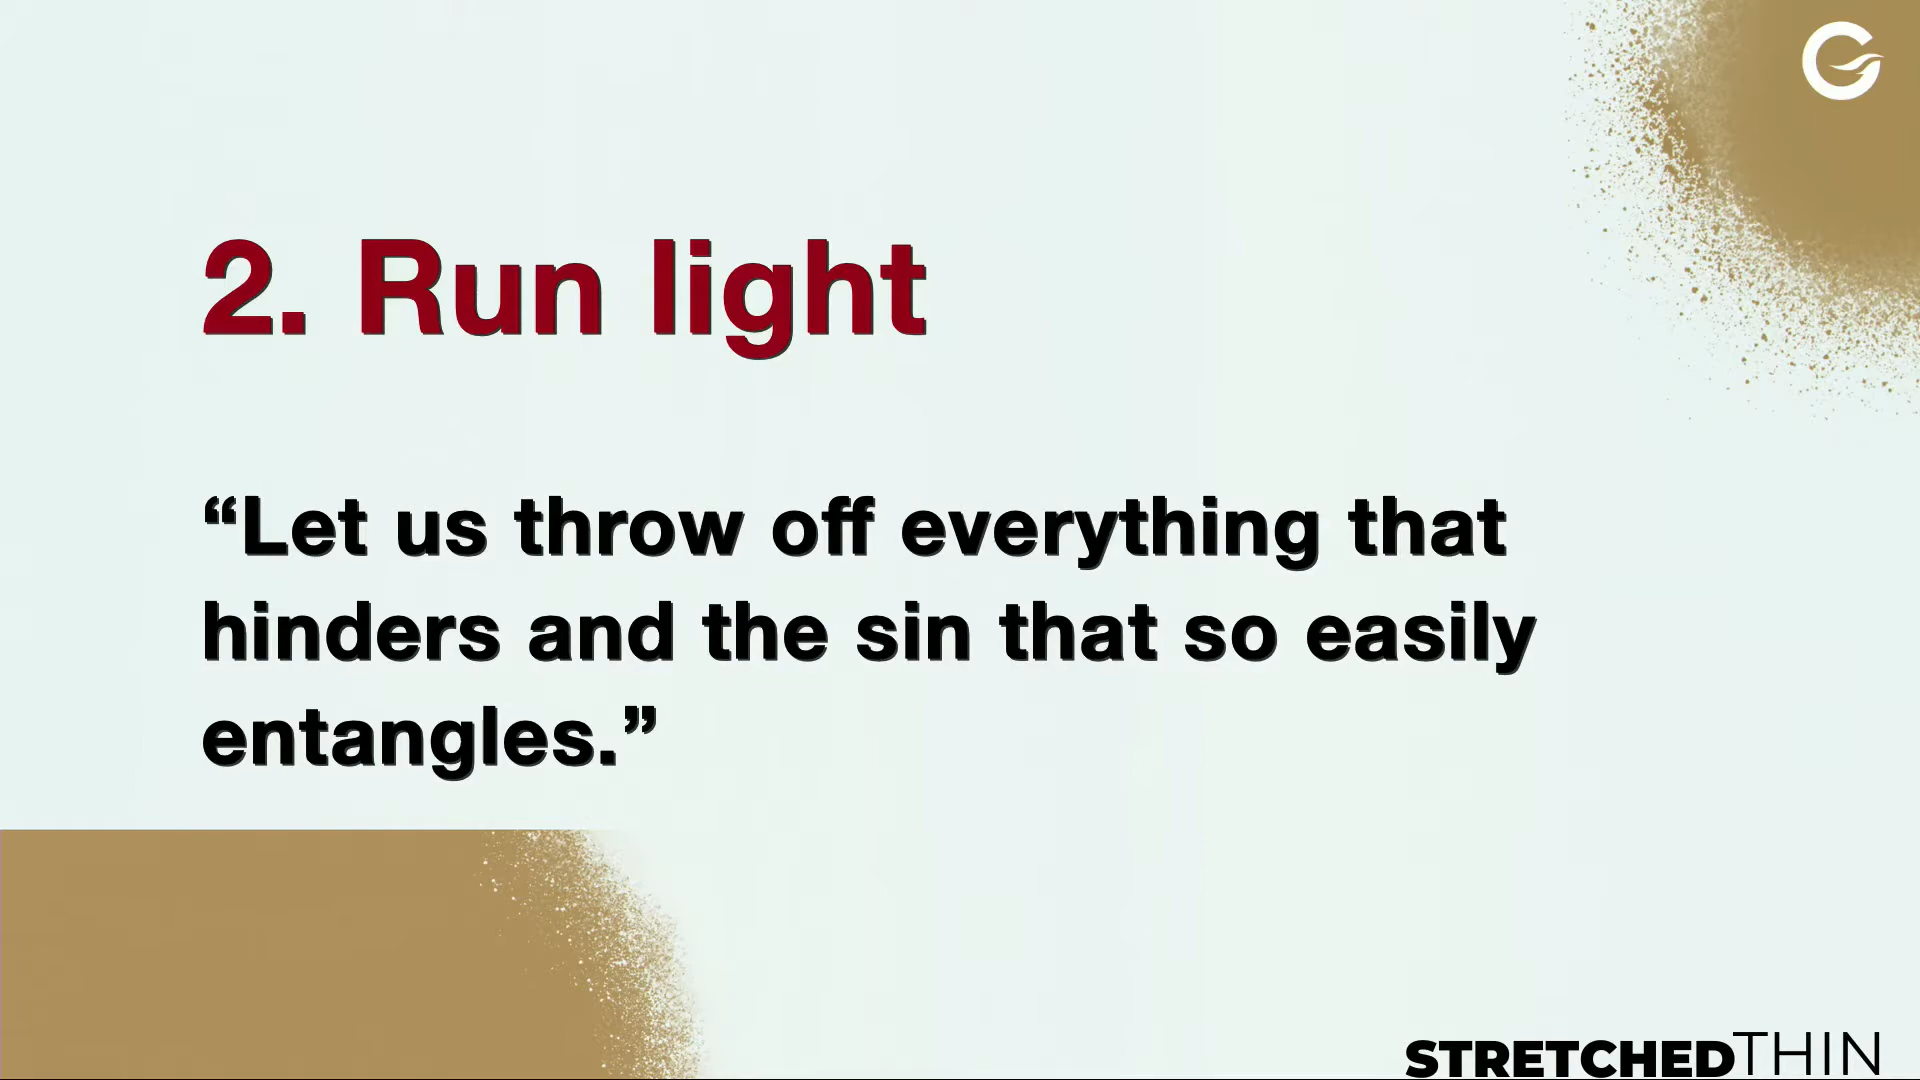 2. Run light
“Let us throw off everything that
hinders and the sin that so easily
entangles.”
STRETCHEDTHIN